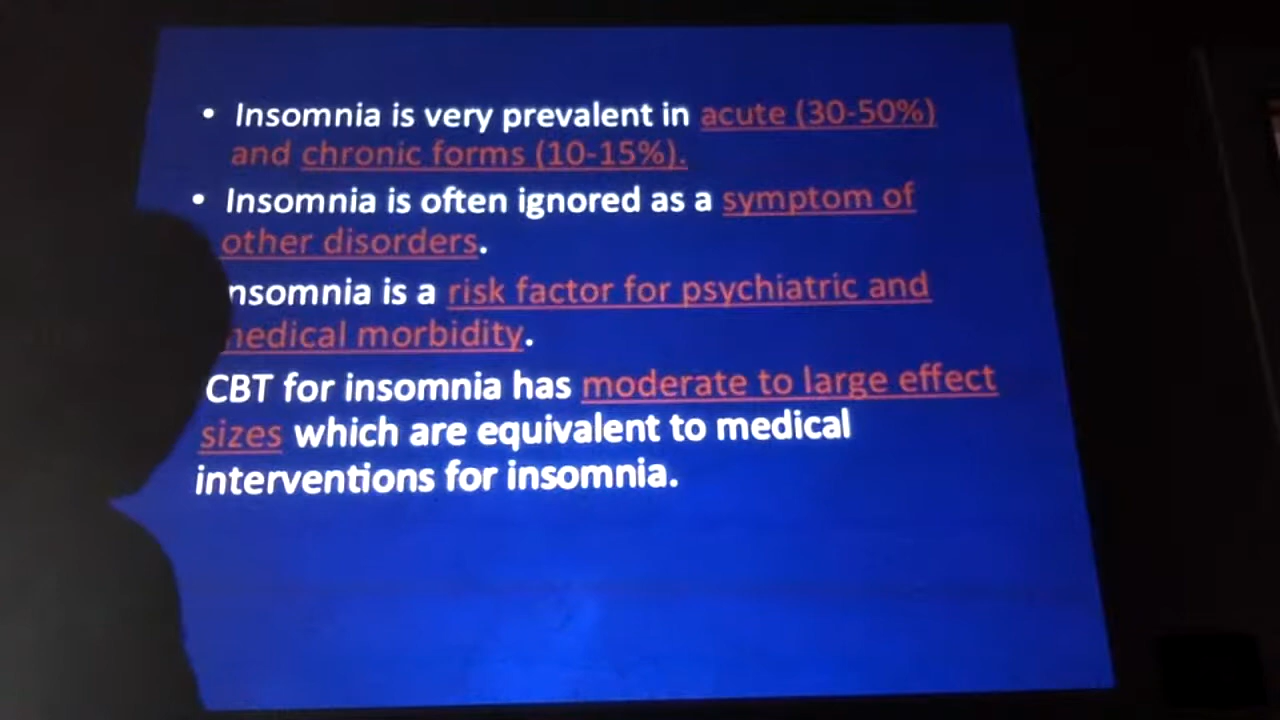 • Insomnia is very prevalent in acute (30-50%)
and chronic forms (10-15%).
• Insomnia is often ignored as a symptom of
other disorders.
nsomnia is a risk factor for psychiatric and
nedical morbidity.
CBT for insomnia has moderate to large effect
sizes which are equivalent to medical
interventions for insomnia.